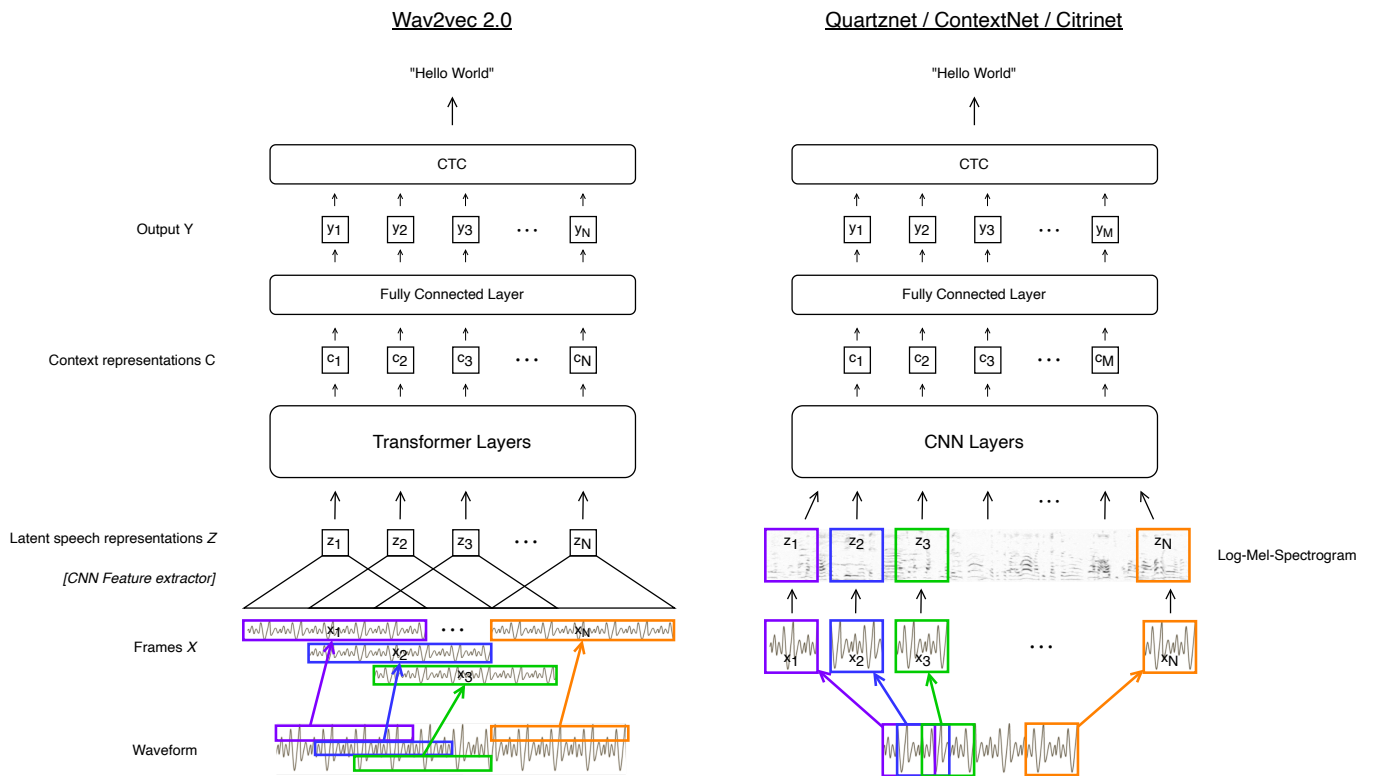 Wav2vec 2.0
Quartznet / ContextNet / Citrinet
"Hello World"
"Hello World"
CTC
CTC
Output Y
y1 y2 y3 ... yN
y1 y2 y3 ... yM
Fully Connected Layer
Fully Connected Layer
Context representations C
c1 c2 c3 ... cN
c1 c2 c3 ... cM
Transformer Layers
CNN Layers
...
Latent speech representations Z
z1 z2 z3 ... zN
z1 z2 z3 zN
Log-Mel-Spectrogram
[CNN Feature extractor]
Frames X
x1 ... xN
x2
x3
x1 x2 x3 ... xN
Waveform